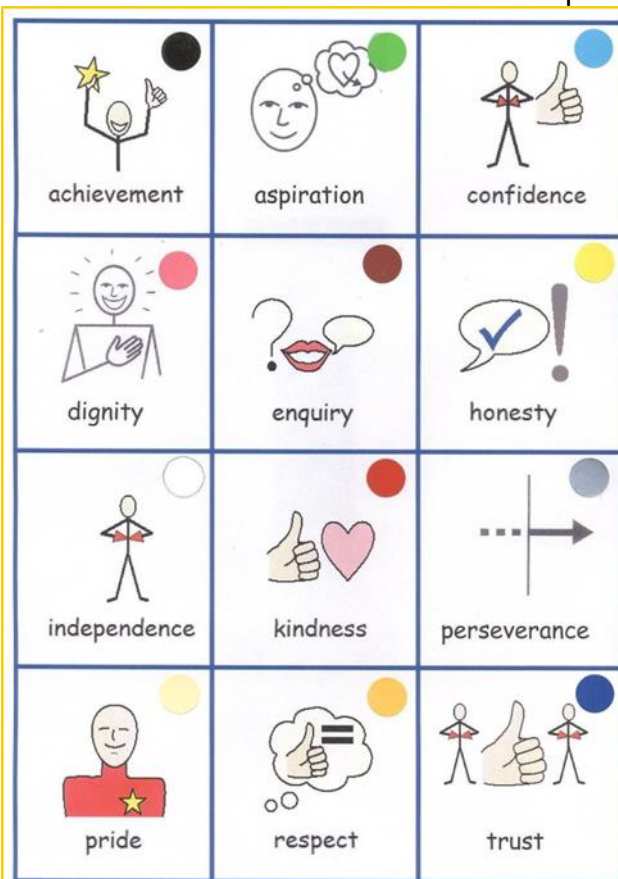 achievement
aspiration
confidence
dignity
enquiry
honesty
independence
kindness
perseverance
pride
respect
trust